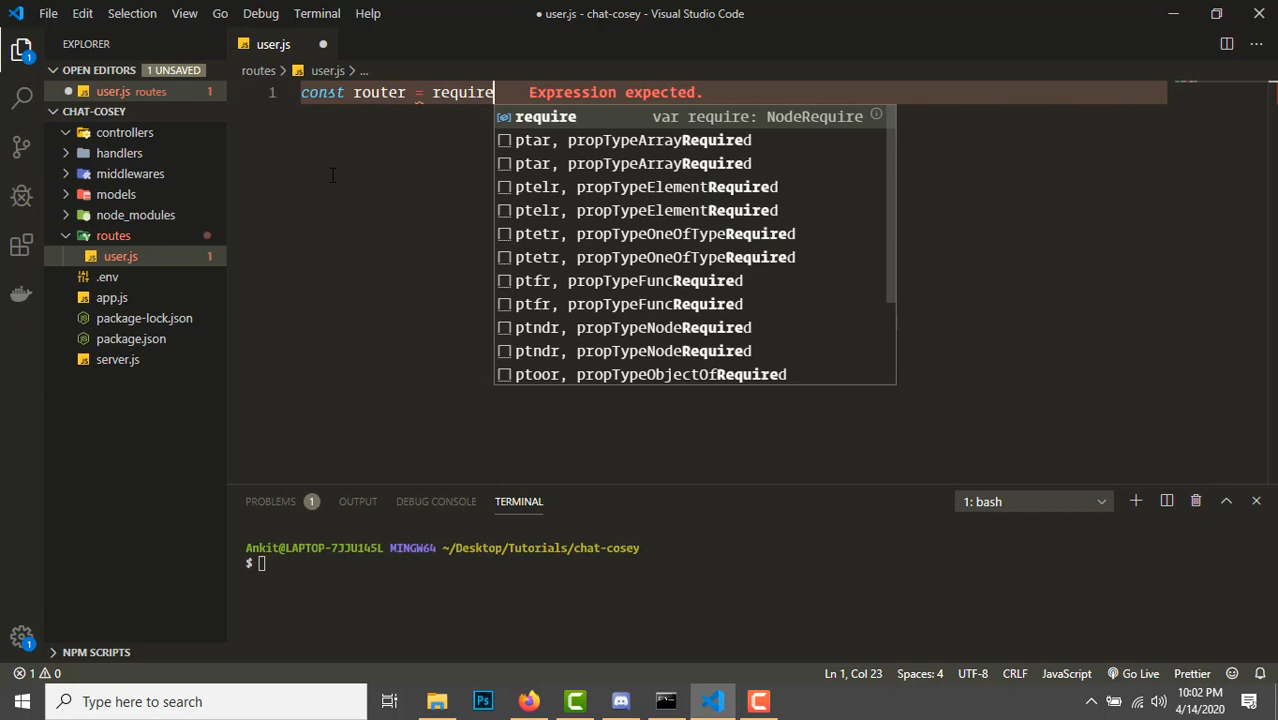 File Edit Selection View Go Debug Terminal Help ● user.js - chat-cosey - Visual Studio Code
EXPLORER
user.js
OPEN EDITORS 1 UNSAVED
routes > user.js > ...
user.js routes 1
1 const router = require Expression expected.
CHAT-COSEY
require var require: NodeRequire
controllers
ptar, propTypeArrayRequired
handlers
ptar, propTypeArrayRequired
middlewares
ptelr, propTypeElementRequired
models
ptelr, propTypeElementRequired
node_modules
ptetr, propTypeOneOfTypeRequired
routes
ptetr, propTypeOneOfTypeRequired
user.js 1
ptfr, propTypeFuncRequired
.env
ptfr, propTypeFuncRequired
app.js
ptndr, propTypeNodeRequired
package-lock.json
ptndr, propTypeNodeRequired
package.json
ptoor, propTypeObjectOfRequired
server.js
PROBLEMS 1 OUTPUT DEBUG CONSOLE TERMINAL 1: bash
Ankit@LAPTOP-7JJU145L MINGW64 ~/Desktop/Tutorials/chat-cosey
$
NPM SCRIPTS
1 0 Ln 1, Col 23 Spaces: 4 UTF-8 CRLF JavaScript Go Live Prettier
Type here to search
10:02 PM
4/14/2020